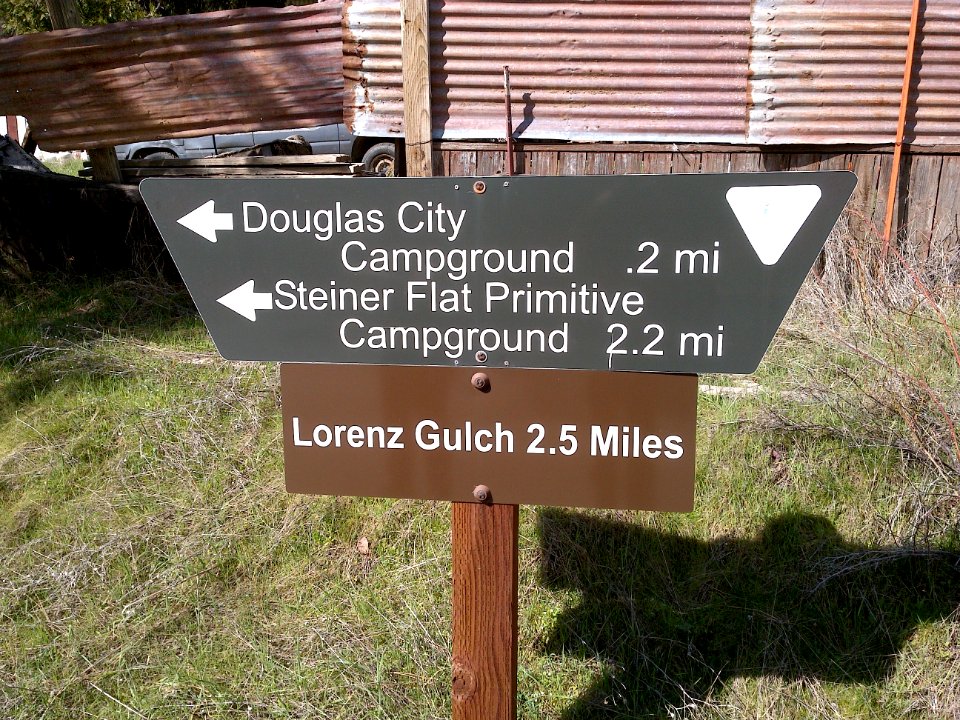 Douglas City
Campground .2 mi
Steiner Flat Primitive
Campground 2.2 mi
Lorenz Gulch 2.5 Miles